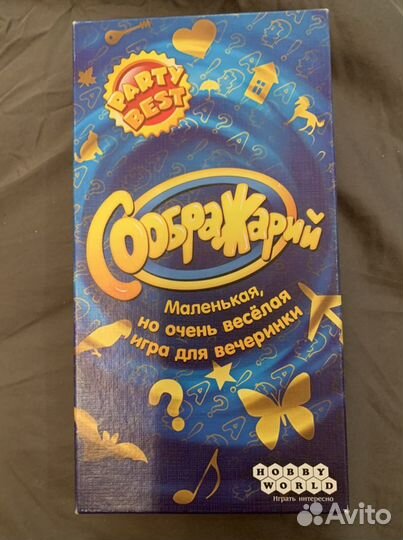 PARTY
BEST
СообраЖарий
Маленькая,
но очень весёлая
игра для вечеринки
HOBBY
WORLD
Играть интересно
Avito